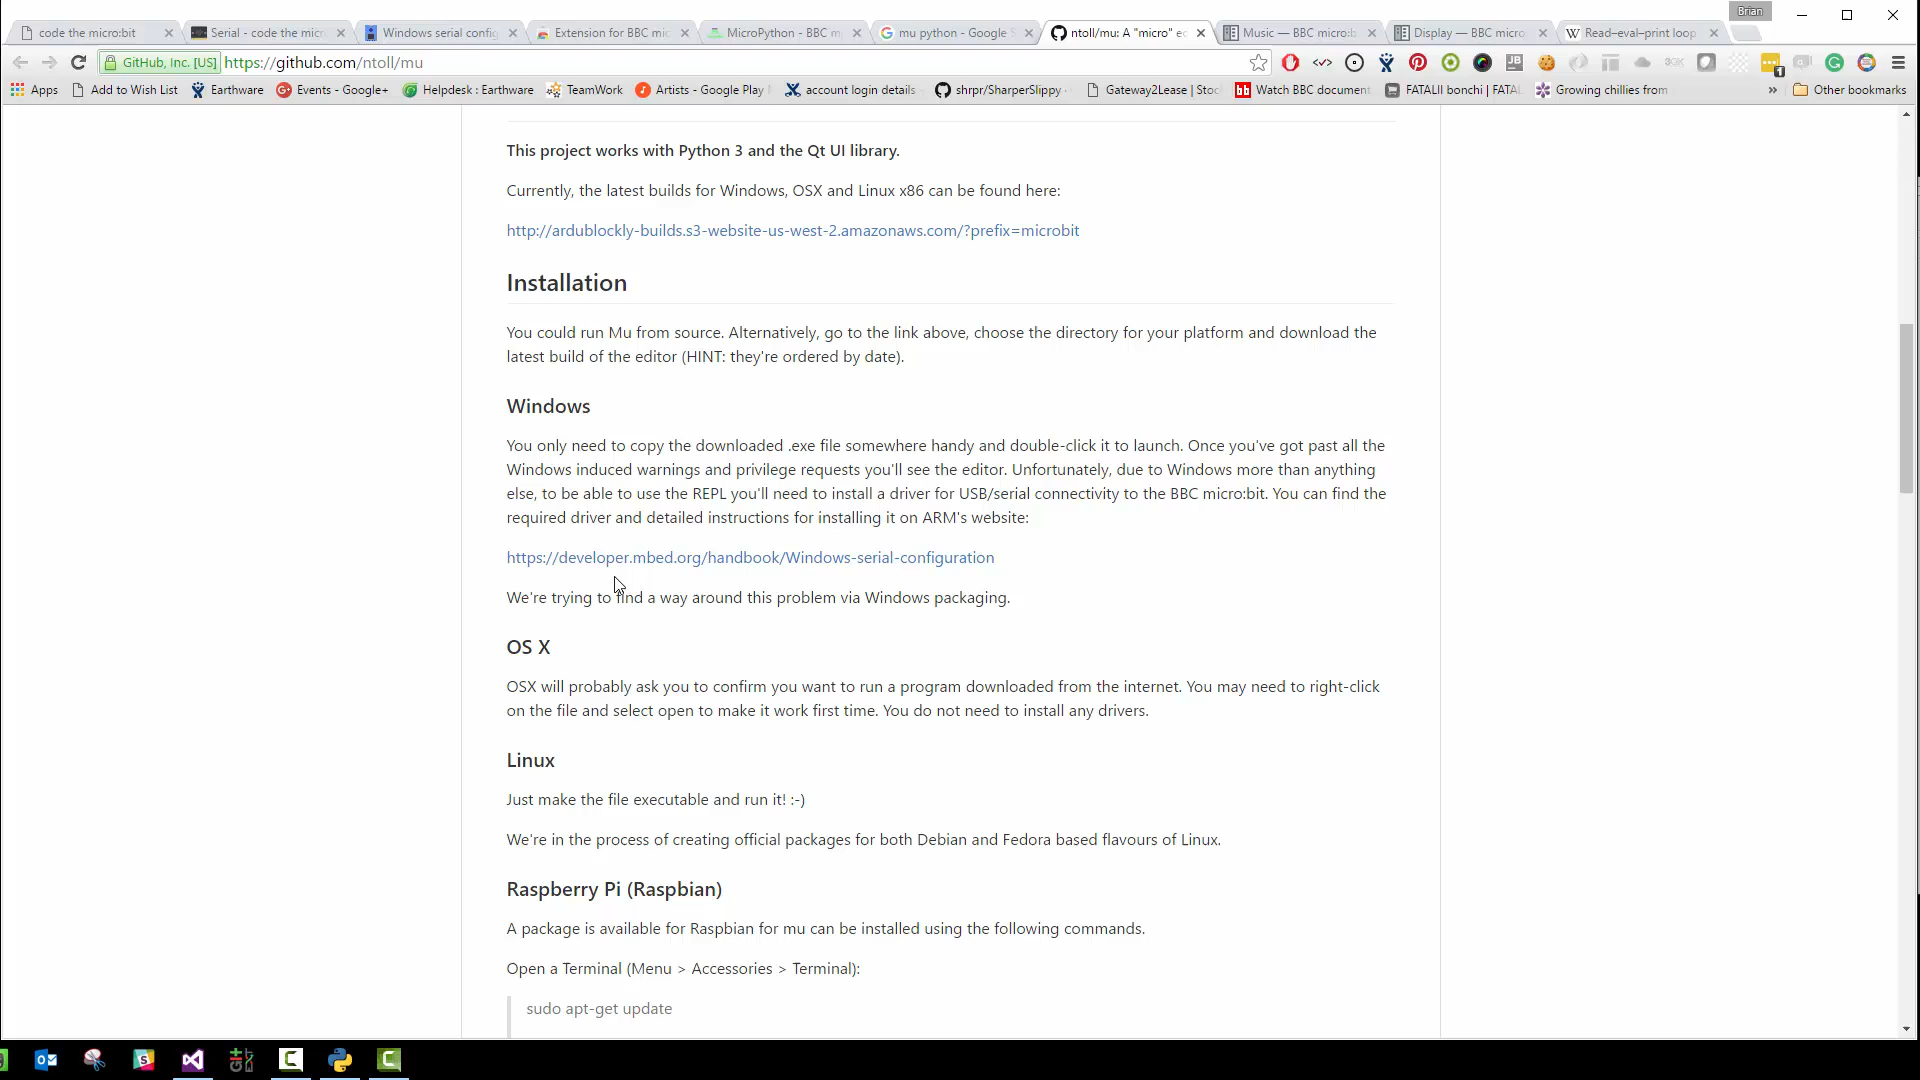 Brian
code the micro:bit
Serial - code the micr
Windows serial config
Extension for BBC mic
MicroPython - BBC m
mu python - Google S
ntoll/mu: A "micro" ec
Music — BBC micro:b
Display — BBC micro
Read–eval–print loop
GitHub, Inc. [US]
https://github.com/ntoll/mu
Apps
Add to Wish List
Earthware
Events - Google+
Helpdesk : Earthware
TeamWork
Artists - Google Play
account login details
shrpr/SharperSlippy
Gateway2Lease | Stoc
Watch BBC document
FATALII bonchi | FATAL
Growing chillies from
Other bookmarks
This project works with Python 3 and the Qt UI library.
Currently, the latest builds for Windows, OSX and Linux x86 can be found here:
http://ardublockly-builds.s3-website-us-west-2.amazonaws.com/?prefix=microbit
Installation
You could run Mu from source. Alternatively, go to the link above, choose the directory for your platform and download the
latest build of the editor (HINT: they're ordered by date).
Windows
You only need to copy the downloaded .exe file somewhere handy and double-click it to launch. Once you've got past all the
Windows induced warnings and privilege requests you'll see the editor. Unfortunately, due to Windows more than anything
else, to be able to use the REPL you'll need to install a driver for USB/serial connectivity to the BBC micro:bit. You can find the
required driver and detailed instructions for installing it on ARM's website:
https://developer.mbed.org/handbook/Windows-serial-configuration
We're trying to find a way around this problem via Windows packaging.
OS X
OSX will probably ask you to confirm you want to run a program downloaded from the internet. You may need to right-click
on the file and select open to make it work first time. You do not need to install any drivers.
Linux
Just make the file executable and run it! :-)
We're in the process of creating official packages for both Debian and Fedora based flavours of Linux.
Raspberry Pi (Raspbian)
A package is available for Raspbian for mu can be installed using the following commands.
Open a Terminal (Menu > Accessories > Terminal):
sudo apt-get update